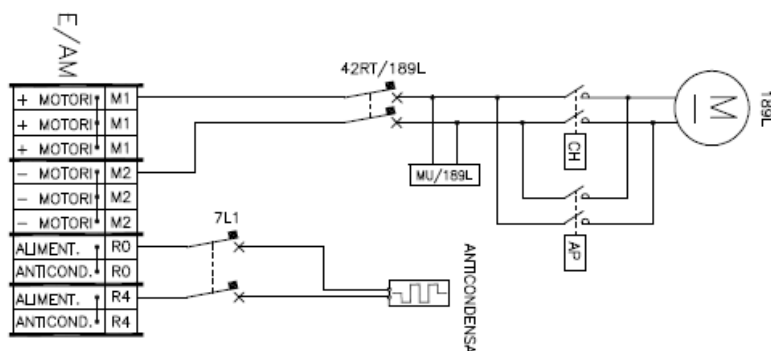 E/AM
+ MOTORI M1
+ MOTORI M1
+ MOTORI M1
- MOTORI M2
- MOTORI M2
- MOTORI M2
ALIMENT. R0
ANTICOND. R0
ALIMENT. R4
ANTICOND. R4
42RT/189L
7L1
MU/189L
CH
AP
M
189L
ANTICONDENSA